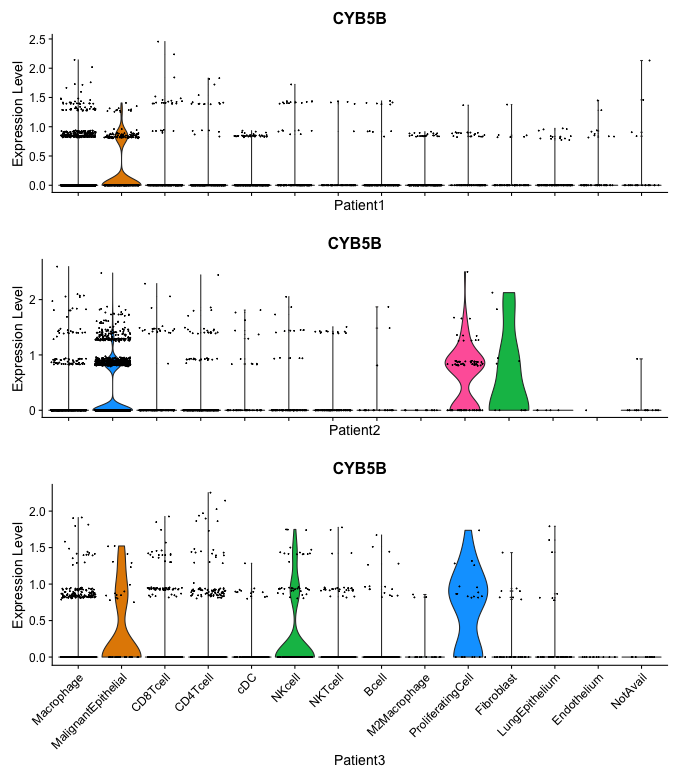 CYB5B
Expression Level
2.5
2.0
1.5
1.0
0.5
0.0
Patient1
CYB5B
Expression Level
2
1
0
Patient2
CYB5B
Expression Level
2.0
1.5
1.0
0.5
0.0
Macrophage
MalignantEpithelial
CD8Tcell
CD4Tcell
cDC
NKcell
NKTcell
Bcell
M2Macrophage
ProliferatingCell
Fibroblast
LungEpithelium
Endothelium
NotAvail
Patient3